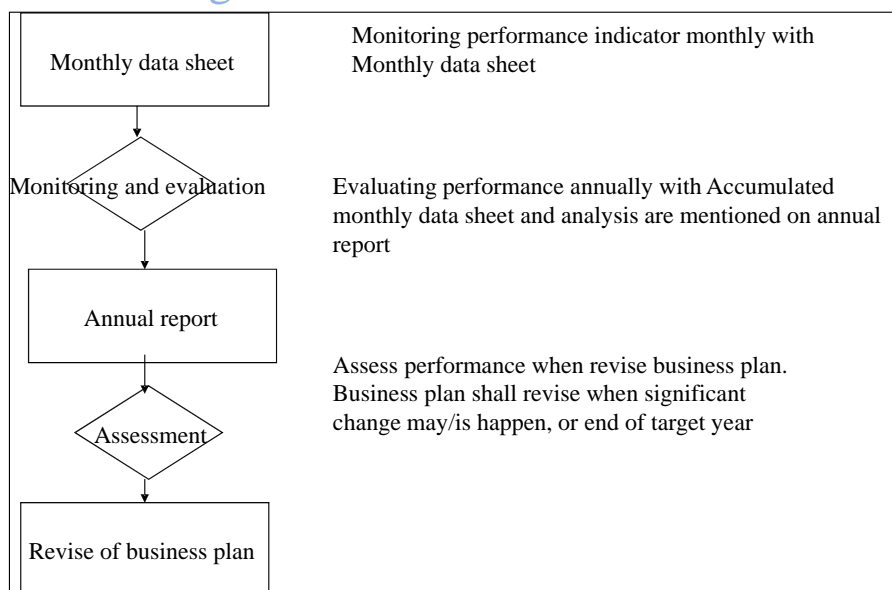 Monthly data sheet
Monitoring performance indicator monthly with
Monthly data sheet
Monitoring and evaluation
Evaluating performance annually with Accumulated
monthly data sheet and analysis are mentioned on annual
report
Annual report
Assess performance when revise business plan.
Business plan shall revise when significant
change may/is happen, or end of target year
Assessment
Revise of business plan